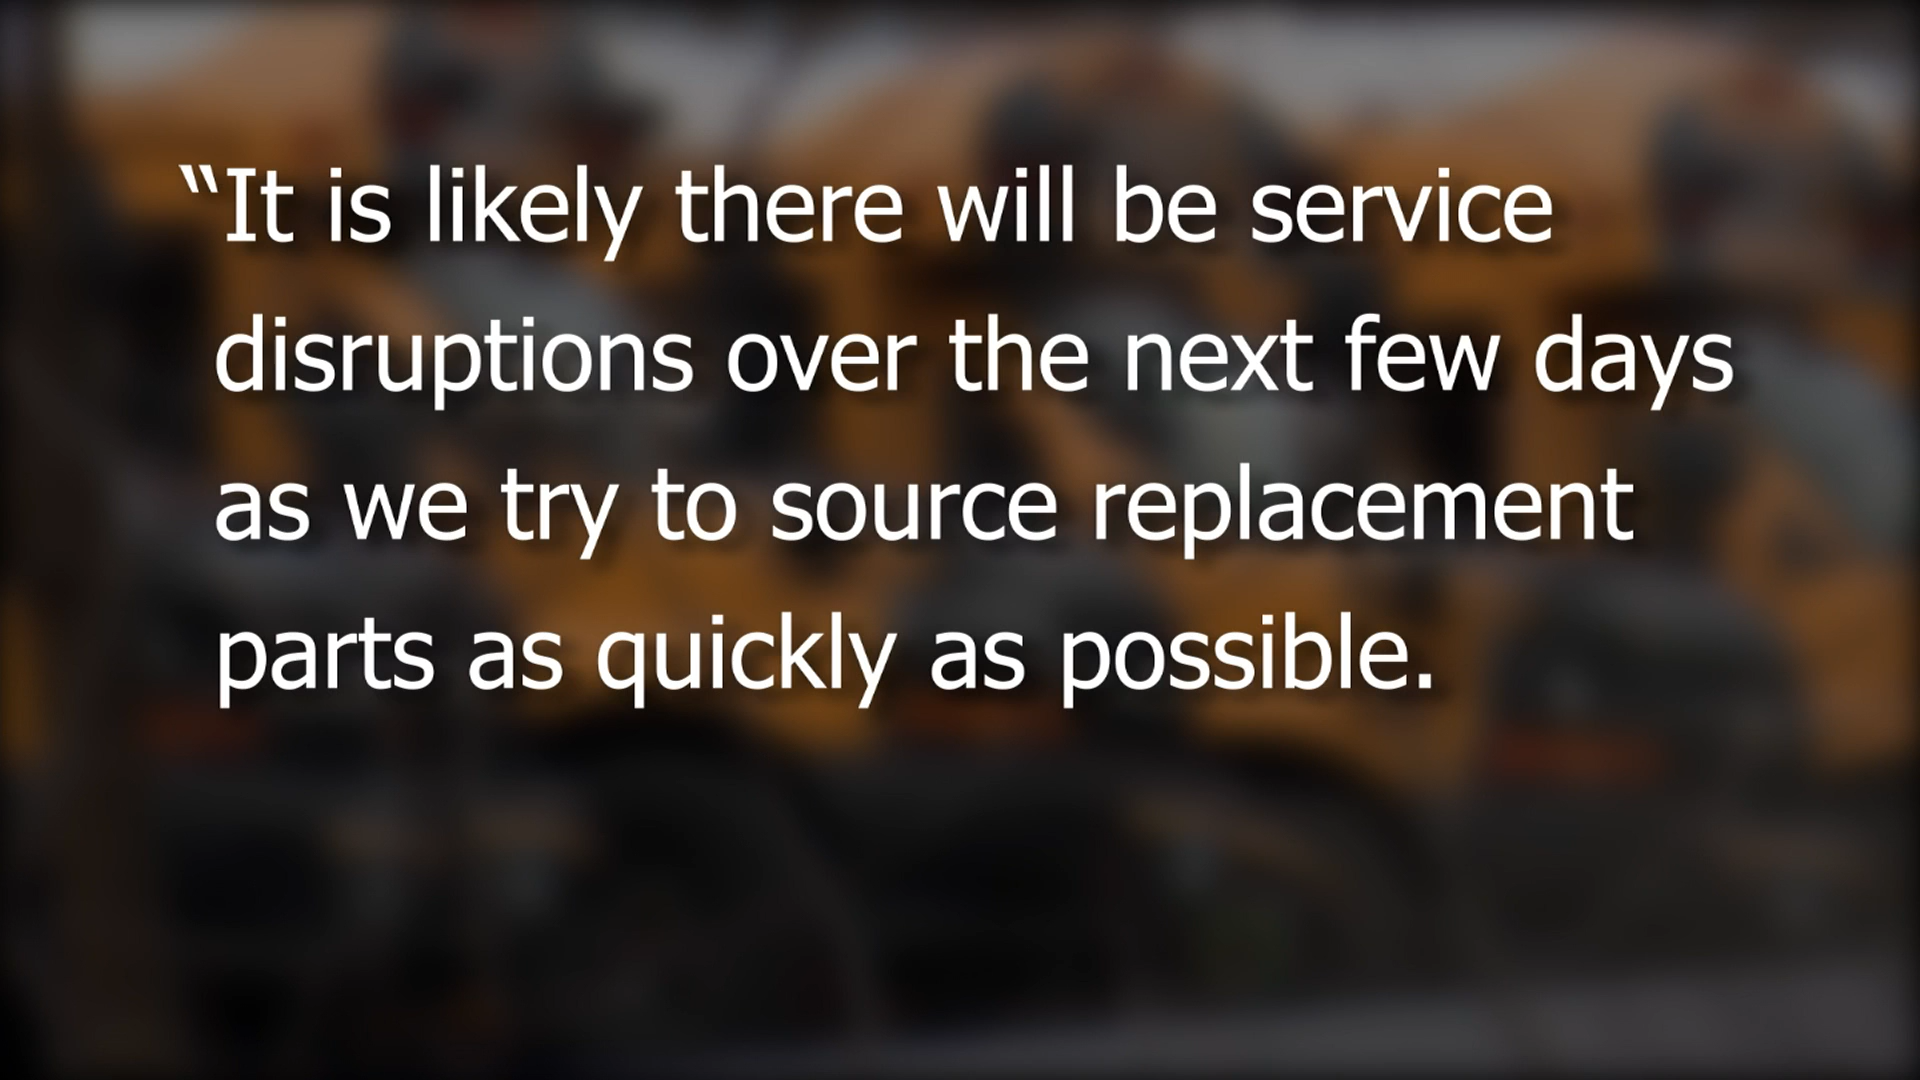 “It is likely there will be service
disruptions over the next few days
as we try to source replacement
parts as quickly as possible.